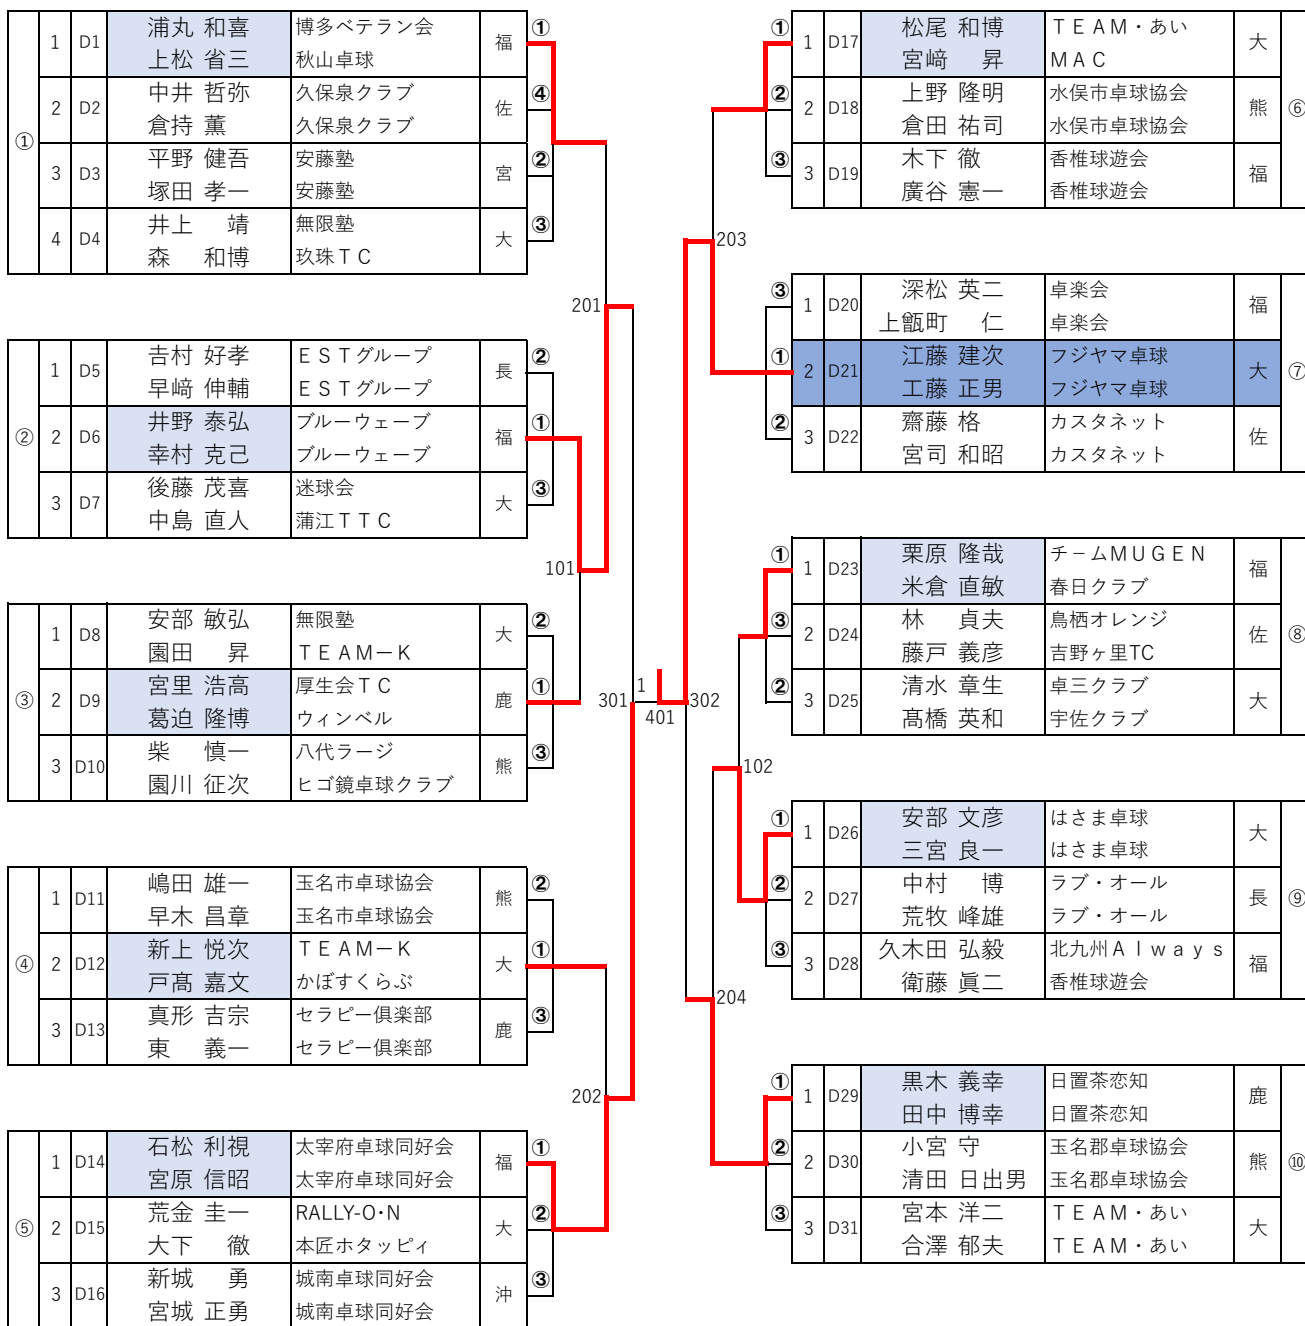 ①
1 D1 浦丸 和喜 博多ベテラン会 福 ①
上松 省三 秋山卓球
2 D2 中井 哲弥 久保泉クラブ 佐 ④
倉持 薫 久保泉クラブ
3 D3 平野 健吾 安藤塾 宮 ②
塚田 孝一 安藤塾
4 D4 井上 靖 無限塾 大 ③
森 和博 玖珠ＴＣ
②
1 D5 吉村 好孝 ＥＳＴグループ 長 ②
早﨑 伸輔 ＥＳＴグループ
2 D6 井野 泰弘 ブルーウェーブ 福 ①
幸村 克己 ブルーウェーブ
3 D7 後藤 茂喜 迷球会 大 ③
中島 直人 蒲江ＴＴＣ
③
1 D8 安部 敏弘 無限塾 大 ②
園田 昇 ＴＥＡＭ－Ｋ
2 D9 宮里 浩高 厚生会ＴＣ 鹿 ①
葛迫 隆博 ウィンベル
3 D10 柴 慎一 八代ラージ 熊 ③
園川 征次 ヒゴ鏡卓球クラブ
④
1 D11 嶋田 雄一 玉名市卓球協会 熊 ②
早木 昌章 玉名市卓球協会
2 D12 新上 悦次 ＴＥＡＭ－Ｋ 大 ①
戸髙 嘉文 かぼすくらぶ
3 D13 真形 吉宗 セラピー倶楽部 鹿 ③
東 義一 セラピー倶楽部
⑤
1 D14 石松 利視 太宰府卓球同好会 福 ①
宮原 信昭 太宰府卓球同好会
2 D15 荒金 圭一 RALLY-O・N 大 ②
大下 徹 本匠ホタッピィ
3 D16 新城 勇 城南卓球同好会 沖 ③
宮城 正勇 城南卓球同好会
201
101
301
202
1
401
302
203
102
204
① 1 D17 松尾 和博 ＴＥＡＭ・あい 大
宮﨑 昇 ＭＡＣ
② 2 D18 上野 隆明 水俣市卓球協会 熊 ⑥
倉田 祐司 水俣市卓球協会
③ 3 D19 木下 徹 香椎球遊会 福
廣谷 憲一 香椎球遊会
③ 1 D20 深松 英二 卓楽会 福
上甑町 仁 卓楽会
① 2 D21 江藤 建次 フジヤマ卓球 大 ⑦
工藤 正男 フジヤマ卓球
② 3 D22 齋藤 格 カスタネット 佐
宮司 和昭 カスタネット
① 1 D23 栗原 隆哉 チームＭＵＧＥＮ 福
米倉 直敏 春日クラブ
③ 2 D24 林 貞夫 鳥栖オレンジ 佐 ⑧
藤戸 義彦 吉野ヶ里TC
② 3 D25 清水 章生 卓三クラブ 大
髙橋 英和 宇佐クラブ
① 1 D26 安部 文彦 はさま卓球 大
三宮 良一 はさま卓球
② 2 D27 中村 博 ラブ・オール 長 ⑨
荒牧 峰雄 ラブ・オール
③ 3 D28 久木田 弘毅 北九州Ａｌｗａｙｓ 福
衛藤 眞二 香椎球遊会
① 1 D29 黒木 義幸 日置茶恋知 鹿
田中 博幸 日置茶恋知
② 2 D30 小宮 守 玉名郡卓球協会 熊 ⑩
清田 日出男 玉名郡卓球協会
③ 3 D31 宮本 洋二 ＴＥＡＭ・あい 大
合澤 郁夫 ＴＥＡＭ・あい